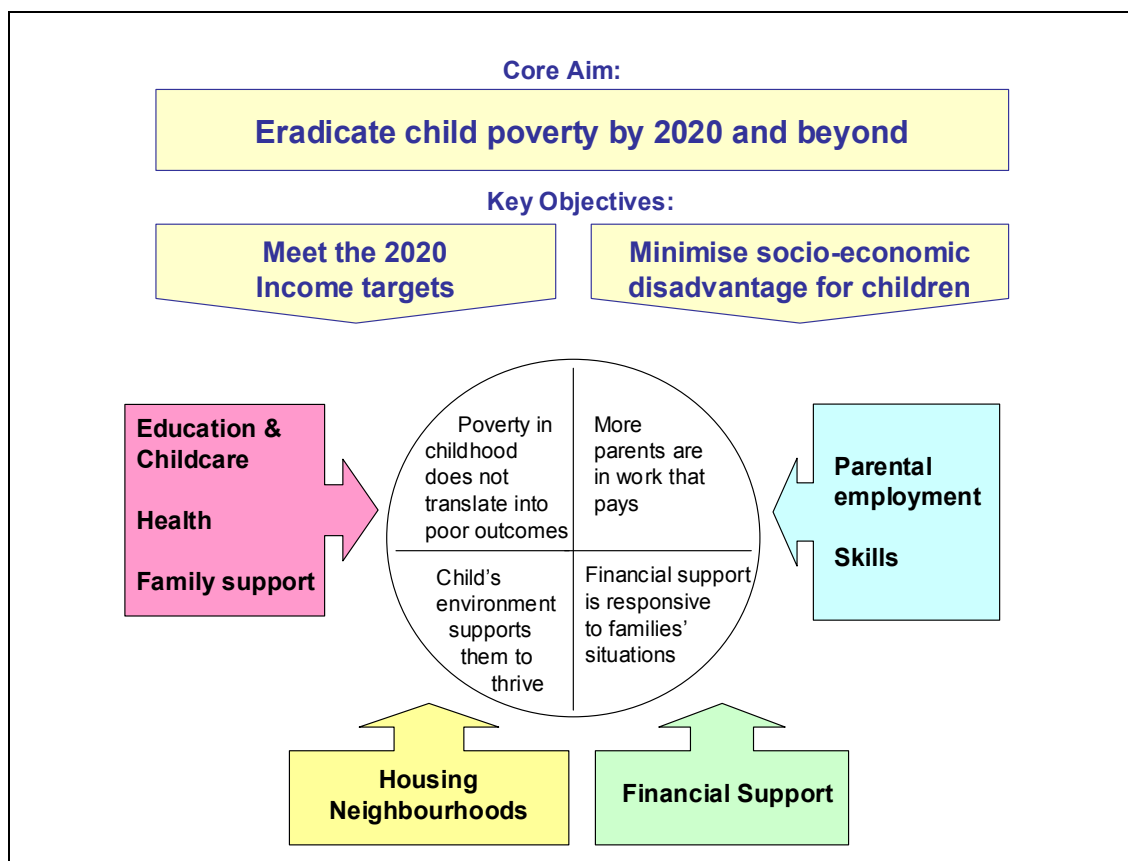 Core Aim:
Eradicate child poverty by 2020 and beyond
Key Objectives:
Meet the 2020
Income targets
Minimise socio-economic
disadvantage for children
Education &
Childcare
Health
Family support
Poverty in
childhood
does not
translate into
poor outcomes
More
parents are
in work that
pays
Parental
employment
Skills
Child’s
environment
supports
them to
thrive
Financial support
is responsive
to families’
situations
Housing
Neighbourhoods
Financial Support